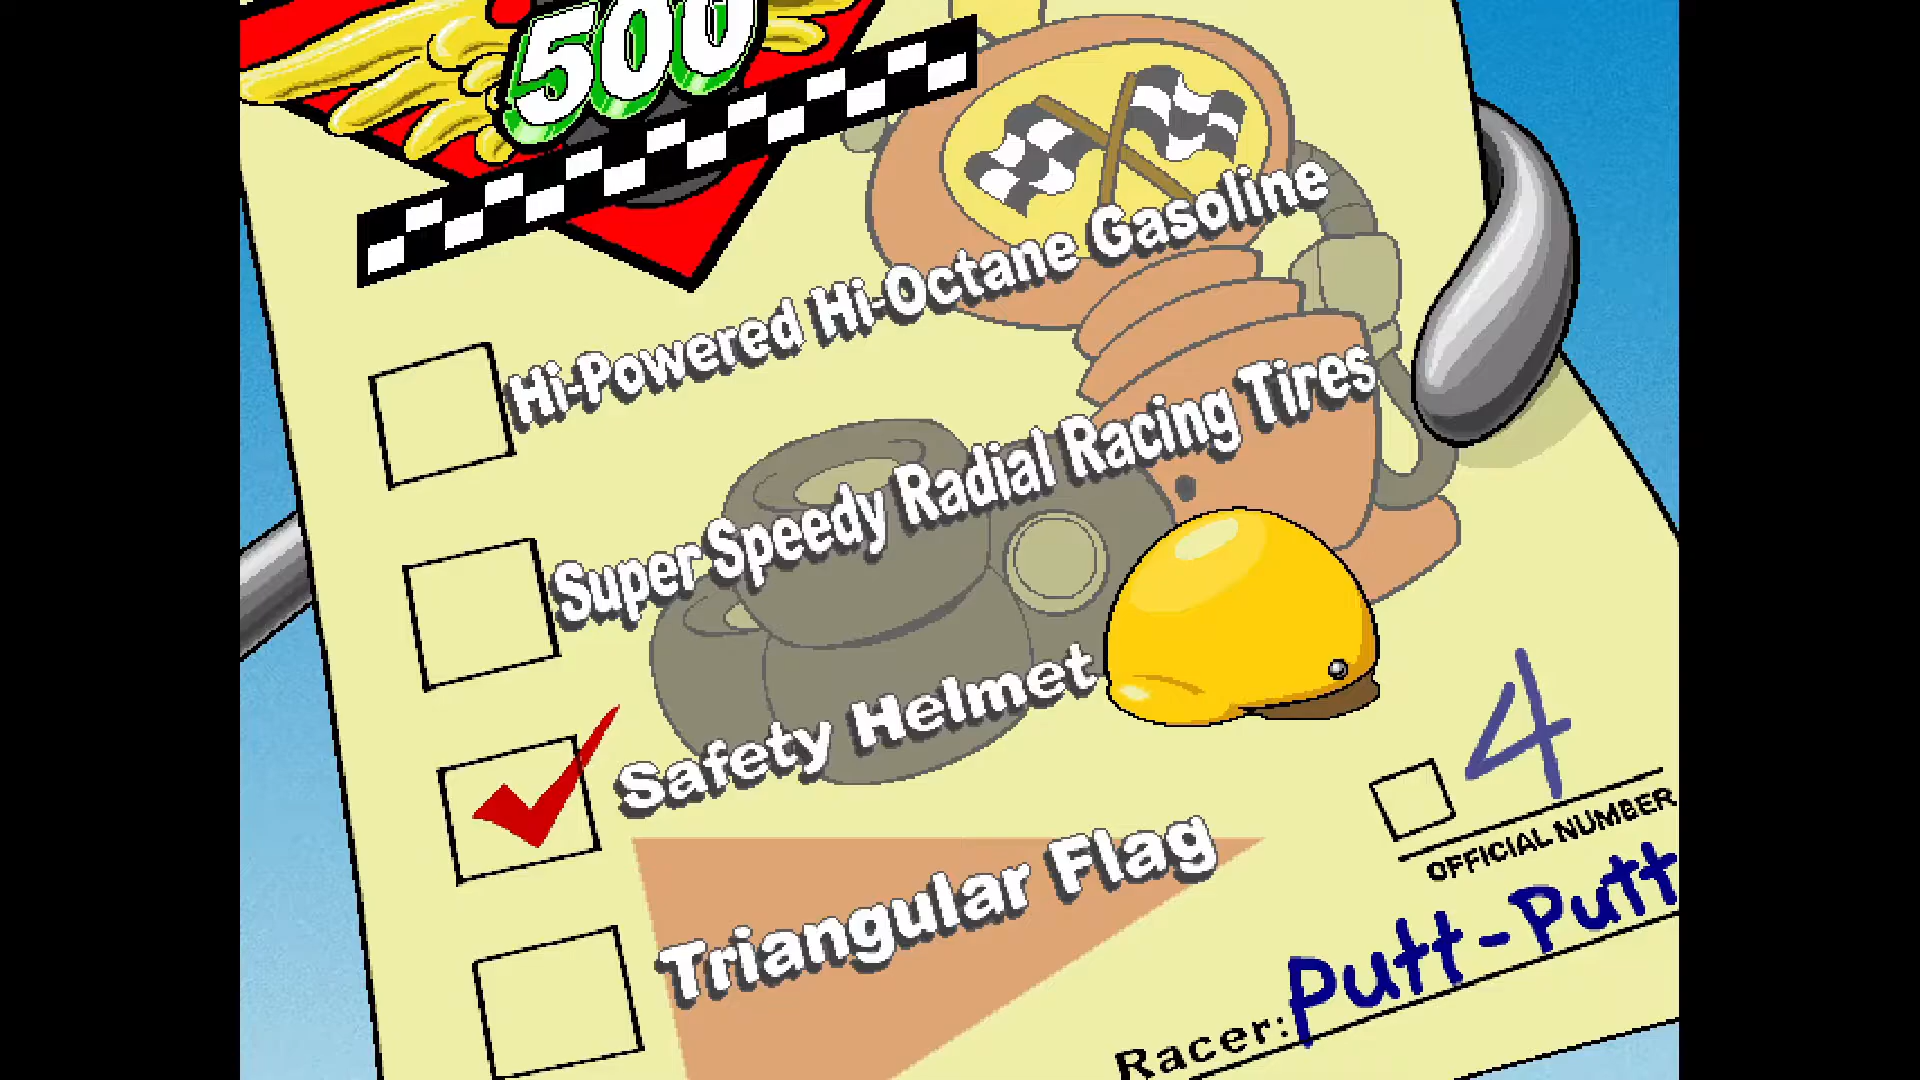 500
Hi-Powered Hi-Octane Gasoline
Super Speedy Radial Racing Tires
Safety Helmet
Triangular Flag
4
OFFICIAL NUMBER
Racer: Putt-Putt